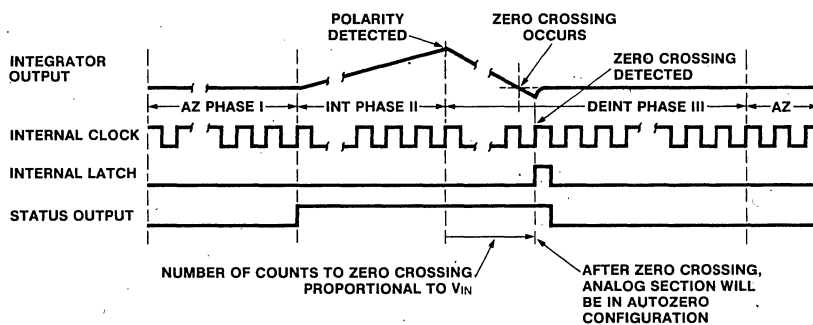 POLARITY
DETECTED
ZERO CROSSING
OCCURS
INTEGRATOR
OUTPUT
ZERO CROSSING
DETECTED
AZ PHASE I
INT PHASE II
DEINT PHASE III
AZ
INTERNAL CLOCK
INTERNAL LATCH
STATUS OUTPUT
NUMBER OF COUNTS TO ZERO CROSSING
PROPORTIONAL TO VIN
AFTER ZERO CROSSING,
ANALOG SECTION WILL
BE IN AUTOZERO
CONFIGURATION